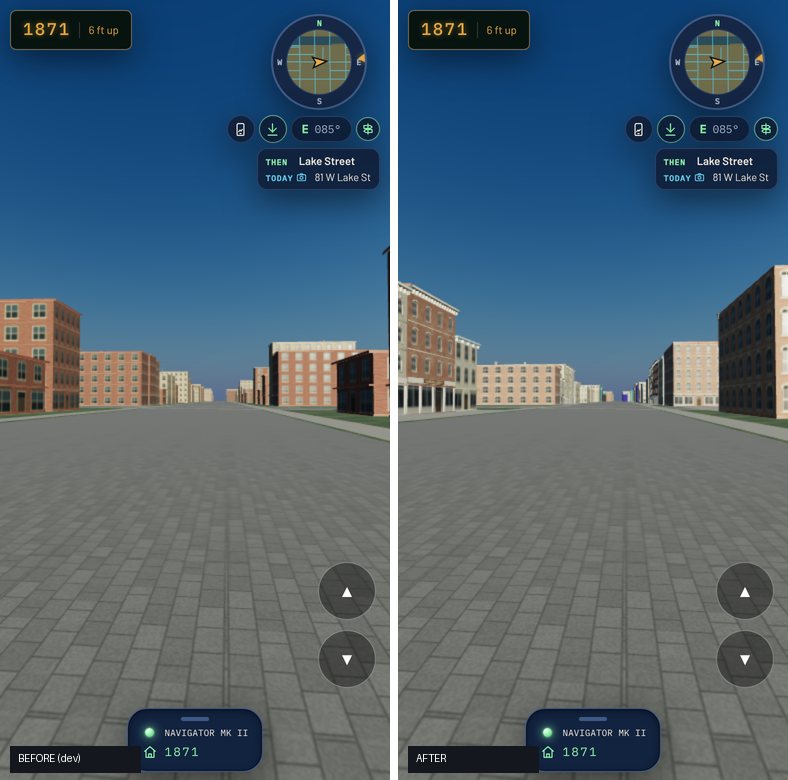 1871 6 ft up
N
W E
S
E 085°
THEN Lake Street
TODAY 81 W Lake St
NAVIGATOR MK II
1871
BEFORE (dev)
1871 6 ft up
N
W E
S
E 085°
THEN Lake Street
TODAY 81 W Lake St
NAVIGATOR MK II
1871
AFTER